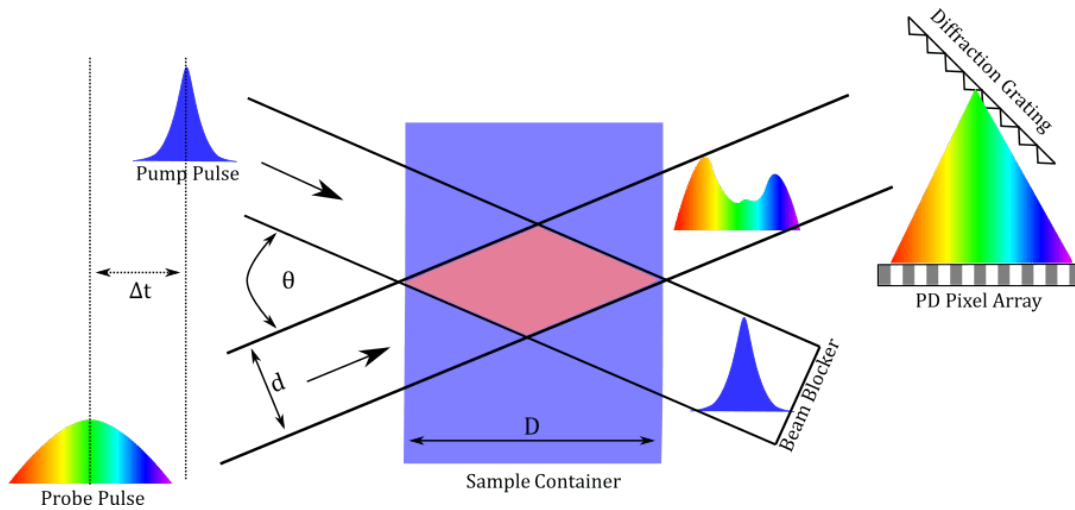 Diffraction Grating
Pump Pulse
θ
Δt
PD Pixel Array
d
Beam Blocker
D
Sample Container
Probe Pulse